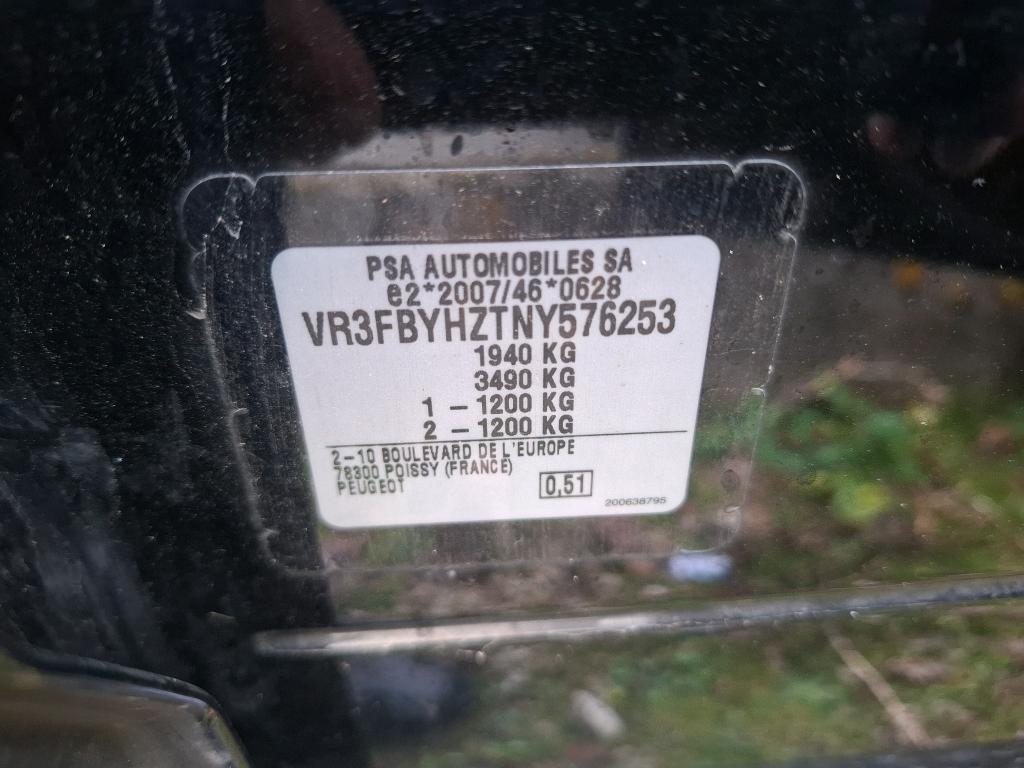 PSA AUTOMOBILES SA
e2*2007/46*0628
VR3FBYHZTNY576253
1940 KG
3490 KG
1 – 1200 KG
2 – 1200 KG
2–10 BOULEVARD DE L'EUROPE
78300 POISSY (FRANCE)
PEUGEOT
0,51
200638795